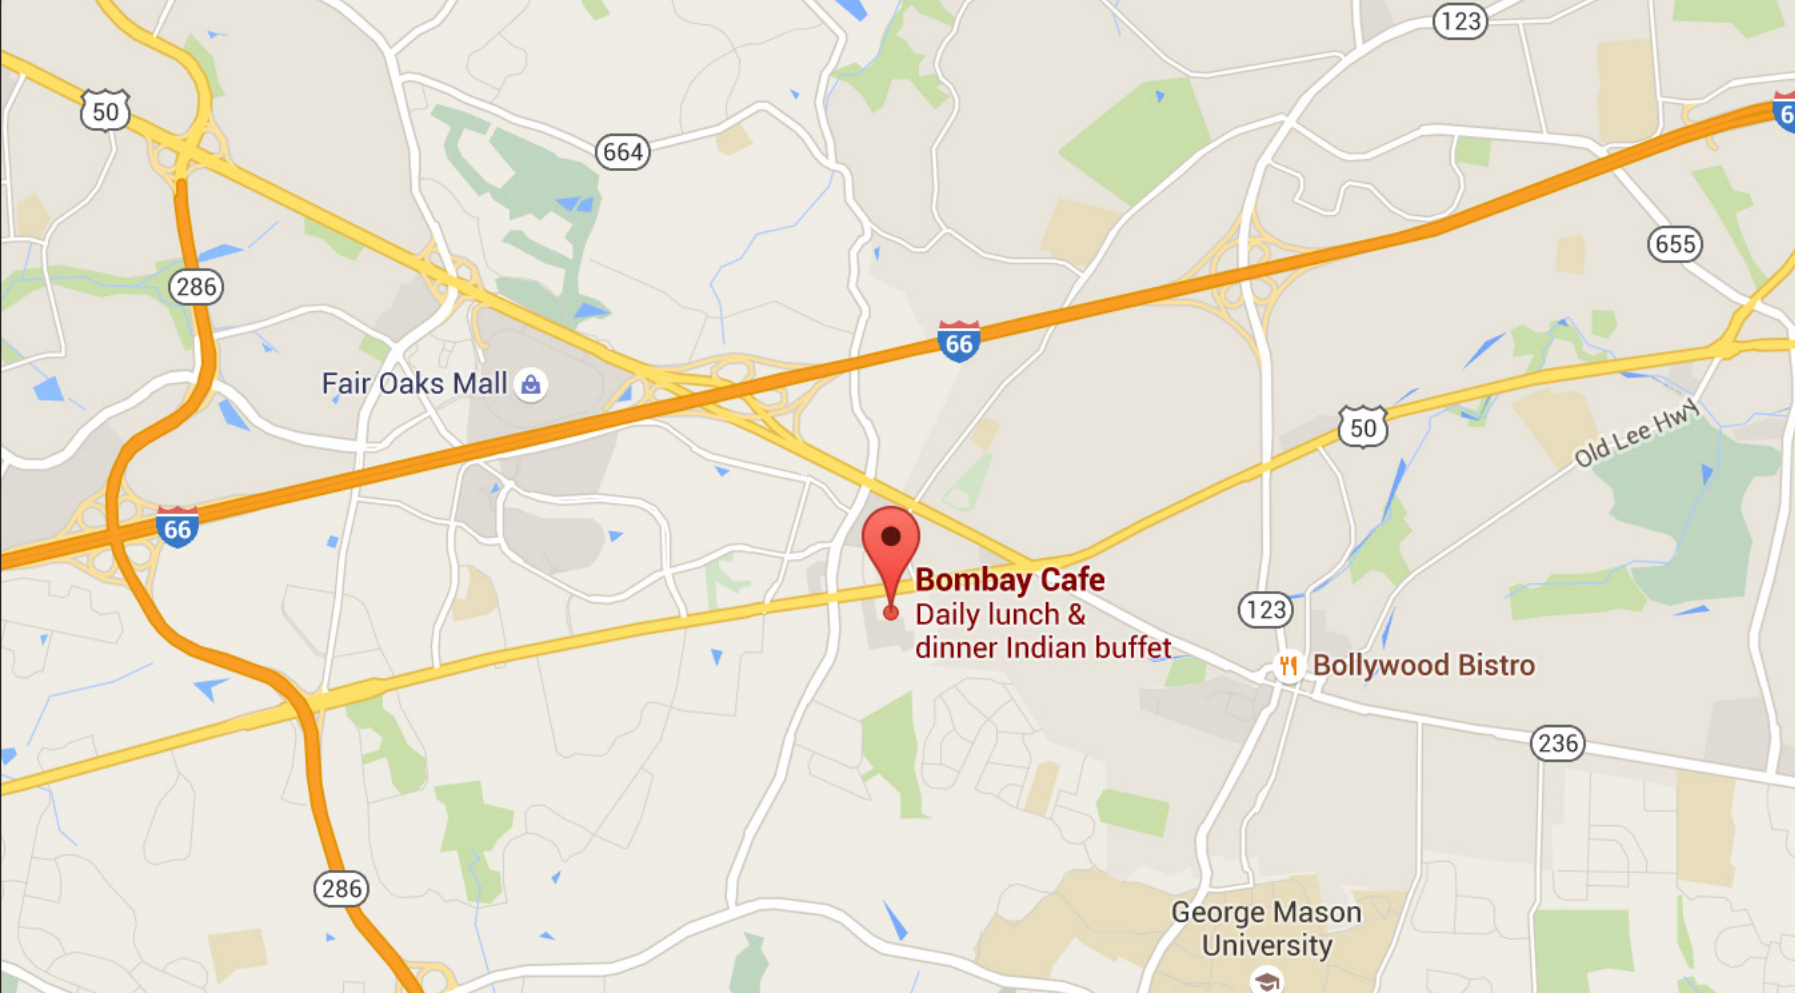 123
50
6
664
655
286
66
Fair Oaks Mall
50
Old Lee Hwy
66
Bombay Cafe
Daily lunch &
dinner Indian buffet
123
Bollywood Bistro
236
286
George Mason
University